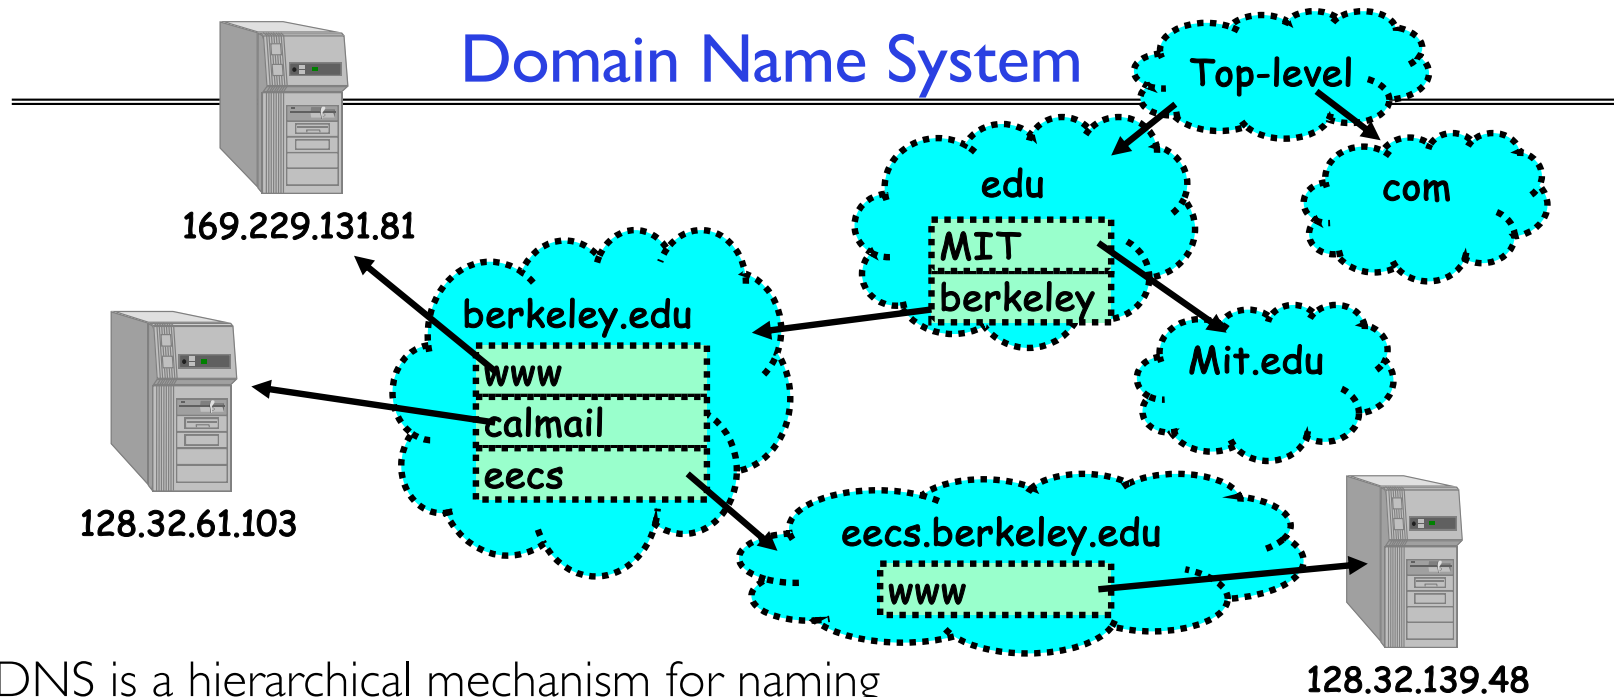 Domain Name System
Top-level
edu
com
169.229.131.81
MIT
berkeley
berkeley.edu
Mit.edu
www
calmail
eecs
128.32.61.103
eecs.berkeley.edu
www
128.32.139.48
DNS is a hierarchical mechanism for naming